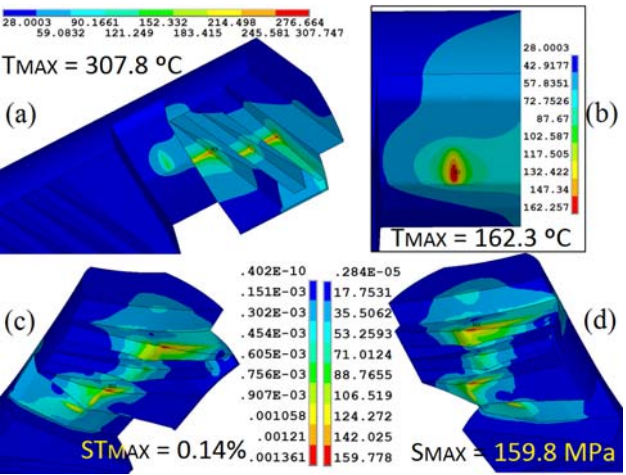 28.0003 90.1661 152.332 214.498 276.664
59.0832 121.249 183.415 245.581 307.747
TMAX = 307.8 ºC
(a)
28.0003
42.9177
57.8351
72.7526
87.67
102.587
117.505
132.422
147.34
162.257
(b)
TMAX = 162.3 ºC
(c)
.402E-10
.151E-03
.302E-03
.454E-03
.605E-03
.756E-03
.907E-03
.001058
.00121
.001361
.284E-05
17.7531
35.5062
53.2593
71.0124
88.7655
106.519
124.272
142.025
159.778
(d)
STMAX = 0.14%
SMAX = 159.8 MPa